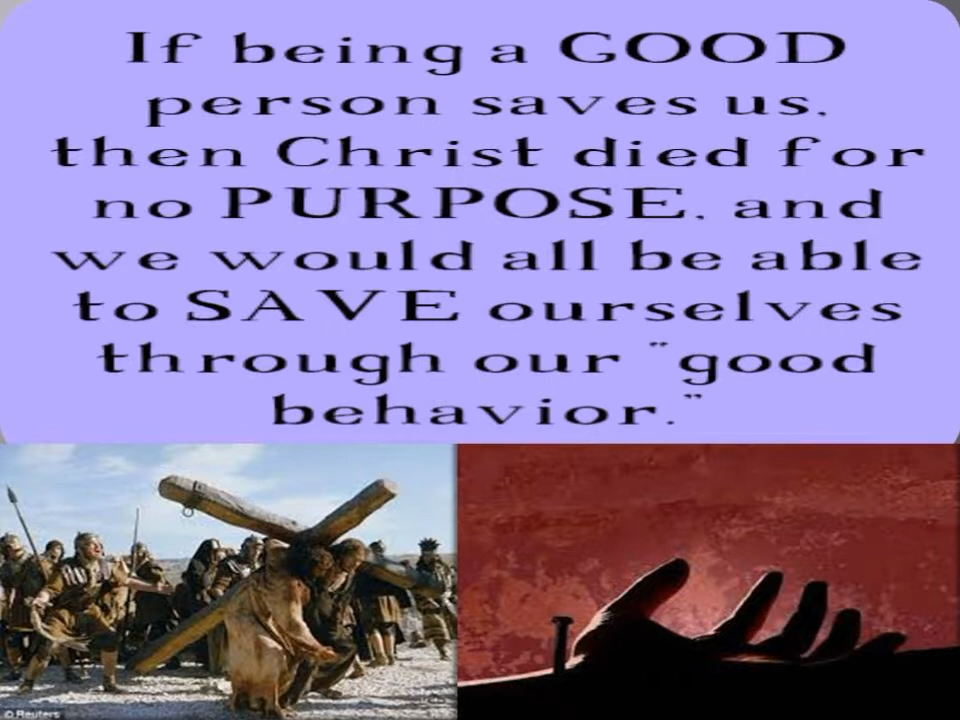 If being a GOOD
person saves us,
then Christ died for
no PURPOSE, and
we would all be able
to SAVE ourselves
through our "good
behavior."
© Reuters